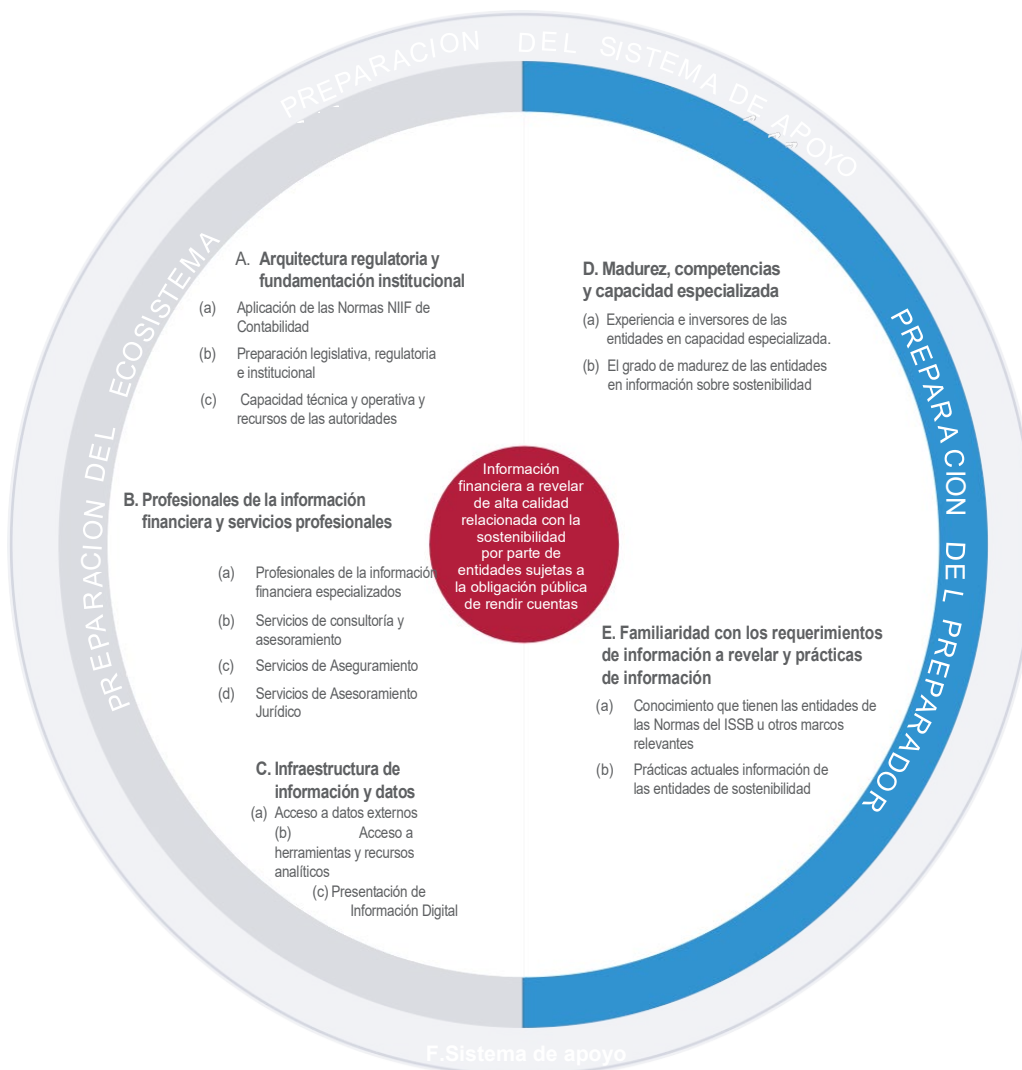 PREPARACION DEL SISTEMA DE APOYO
PREPARACION DEL ECOSISTEMA
A. Arquitectura regulatoria y
fundamentación institucional
(a) Aplicación de las Normas NIIF de
Contabilidad
(b) Preparación legislativa, regulatoria
e institucional
(c) Capacidad técnica y operativa y
recursos de las autoridades
B. Profesionales de la información
financiera y servicios profesionales
(a) Profesionales de la información
financiera especializados
(b) Servicios de consultoría y
asesoramiento
(c) Servicios de Aseguramiento
(d) Servicios de Asesoramiento
Jurídico
C. Infraestructura de
información y datos
(a) Acceso a datos externos
(b) Acceso a
herramientas y recursos
analíticos
(c) Presentación de
Información Digital
Información
financiera a revelar
de alta calidad
relacionada con la
sostenibilidad
por parte de
entidades sujetas a
la obligación pública
de rendir cuentas
PREPARACION DEL PREPARADOR
D. Madurez, competencias
y capacidad especializada
(a) Experiencia e inversores de las
entidades en capacidad especializada.
(b) El grado de madurez de las entidades
en información sobre sostenibilidad
E. Familiaridad con los requerimientos
de información a revelar y prácticas
de información
(a) Conocimiento que tienen las entidades de
las Normas del ISSB u otros marcos
relevantes
(b) Prácticas actuales información de
las entidades de sostenibilidad
F.Sistema de apoyo